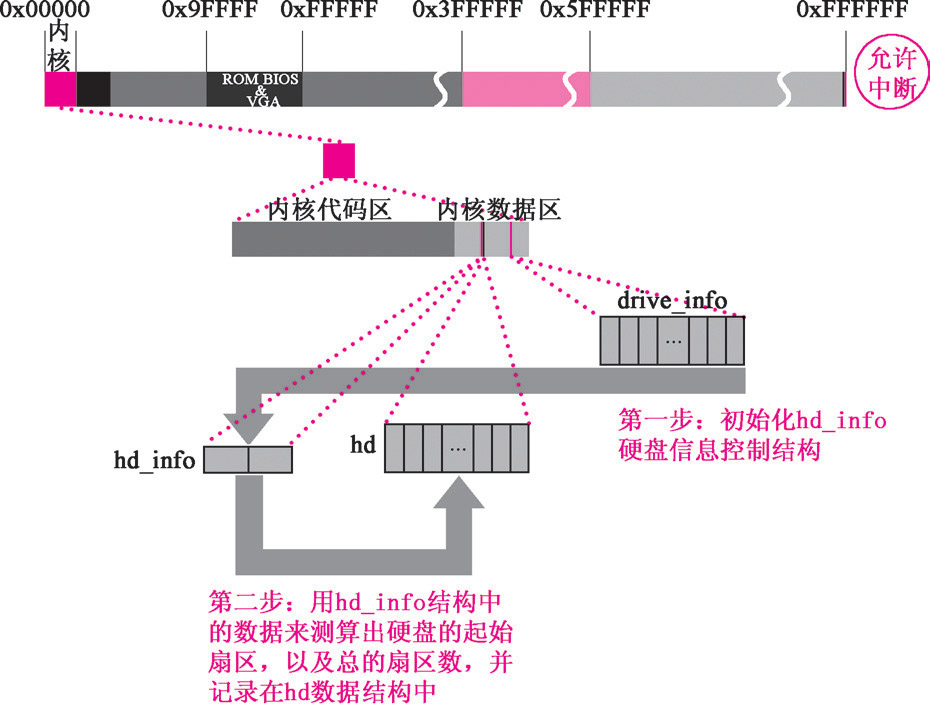 0x00000 0x9FFFF 0xFFFFF 0x3FFFFF 0x5FFFFF 0xFFFFFF
内
核
ROM BIOS
&
VGA
允许
中断
内核代码区 内核数据区
drive_info
...
第一步：初始化hd_info
硬盘信息控制结构
hd_info
hd
...
第二步：用hd_info结构中
的数据来测算出硬盘的起始
扇区，以及总的扇区数，并
记录在hd数据结构中